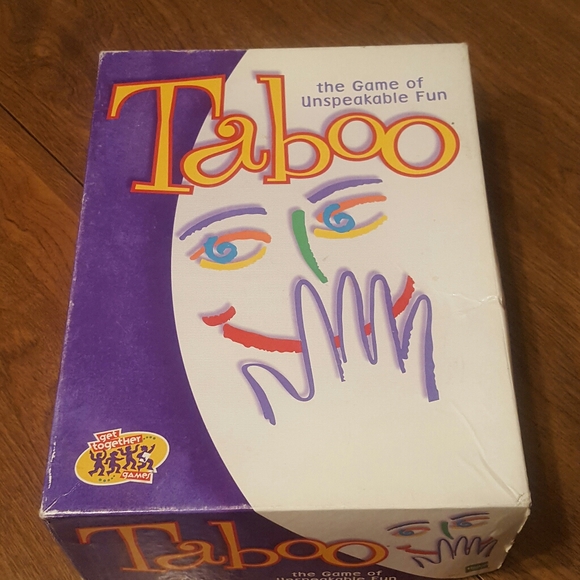 the Game of
Unspeakable Fun
Taboo
get
together
games
Taboo
the Game of
Unspeakable Fun